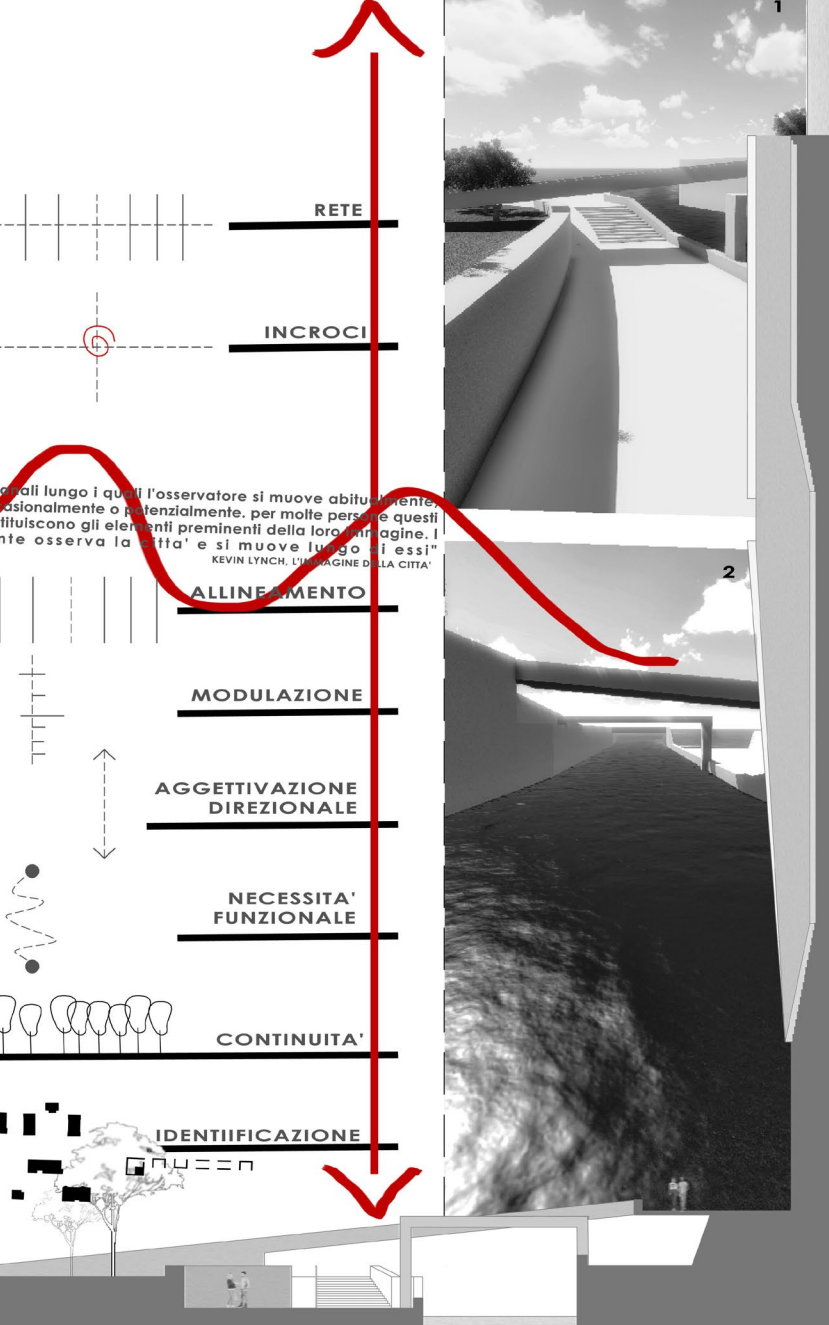 1
RETE
INCROCI
canali lungo i quali l'osservatore si muove abitualmente,
asionalmente o potenzialmente. per molte persone questi
tituiscono gli elementi preminenti della loro immagine. I
nte osserva la citta' e si muove lungo di essi"
KEVIN LYNCH, L'IMMAGINE DELLA CITTA'
ALLINEAMENTO
2
MODULAZIONE
AGGETTIVAZIONE
DIREZIONALE
NECESSITA'
FUNZIONALE
CONTINUITA'
IDENTIIFICAZIONE